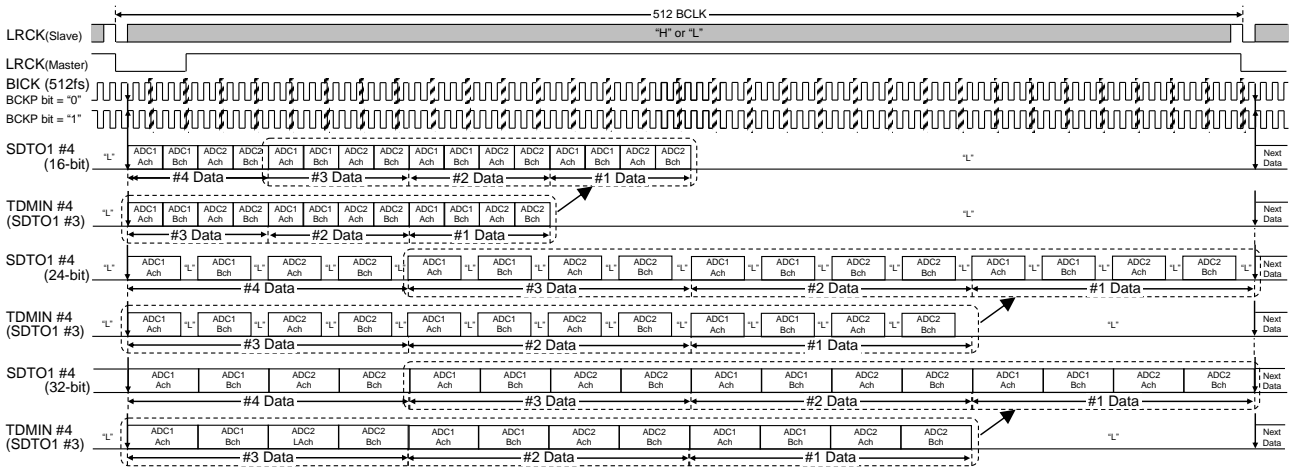 512 BCLK
LRCK(Slave) "H" or "L"
LRCK(Master)
BICK (512fs)
BCKP bit = "0"
BCKP bit = "1"
SDTO1 #4 "L" ADC1 ADC1 ADC2 ADC2 ADC1 ADC1 ADC2 ADC2 ADC1 ADC1 ADC2 ADC2 ADC1 ADC1 ADC2 ADC2 "L" Next
(16-bit) Ach Bch Ach Bch Ach Bch Ach Bch Ach Bch Ach Bch Ach Bch Ach Bch Data
#4 Data #3 Data #2 Data #1 Data
TDMIN #4 "L" ADC1 ADC1 ADC2 ADC2 ADC1 ADC1 ADC2 ADC2 ADC1 ADC1 ADC2 ADC2 "L" Next
(SDTO1 #3) Ach Bch Ach Bch Ach Bch Ach Bch Ach Bch Ach Bch Data
#3 Data #2 Data #1 Data
SDTO1 #4 "L" ADC1 "L" ADC1 "L" ADC2 "L" ADC2 "L" ADC1 "L" ADC1 "L" ADC2 "L" ADC2 "L" ADC1 "L" ADC1 "L" ADC2 "L" ADC2 "L" ADC1 "L" ADC1 "L" ADC2 "L" ADC2 "L" Next
(24-bit) Ach Bch Ach Bch Ach Bch Ach Bch Ach Bch Ach Bch Ach Bch Ach Bch Data
#4 Data #3 Data #2 Data #1 Data
TDMIN #4 "L" ADC1 "L" ADC1 "L" ADC2 "L" ADC2 "L" ADC1 "L" ADC1 "L" ADC2 "L" ADC2 "L" ADC1 "L" ADC1 "L" ADC2 "L" ADC2 "L" Next
(SDTO1 #3) Ach Bch Ach Bch Ach Bch Ach Bch Ach Bch Ach Bch Data
#3 Data #2 Data #1 Data
SDTO1 #4 ADC1 ADC1 ADC2 ADC2 ADC1 ADC1 ADC2 ADC2 ADC1 ADC1 ADC2 ADC2 ADC1 ADC1 ADC2 ADC2 Next
(32-bit) Ach Bch Ach Bch Ach Bch Ach Bch Ach Bch Ach Bch Ach Bch Ach Bch Data
#4 Data #3 Data #2 Data #1 Data
TDMIN #4 "L" ADC1 ADC1 ADC2 ADC2 ADC1 ADC1 ADC2 ADC2 ADC1 ADC1 ADC2 ADC2 "L" Next
(SDTO1 #3) Ach Bch LAch Bch Ach Bch Ach Bch Ach Bch Ach Bch Data
#3 Data #2 Data #1 Data